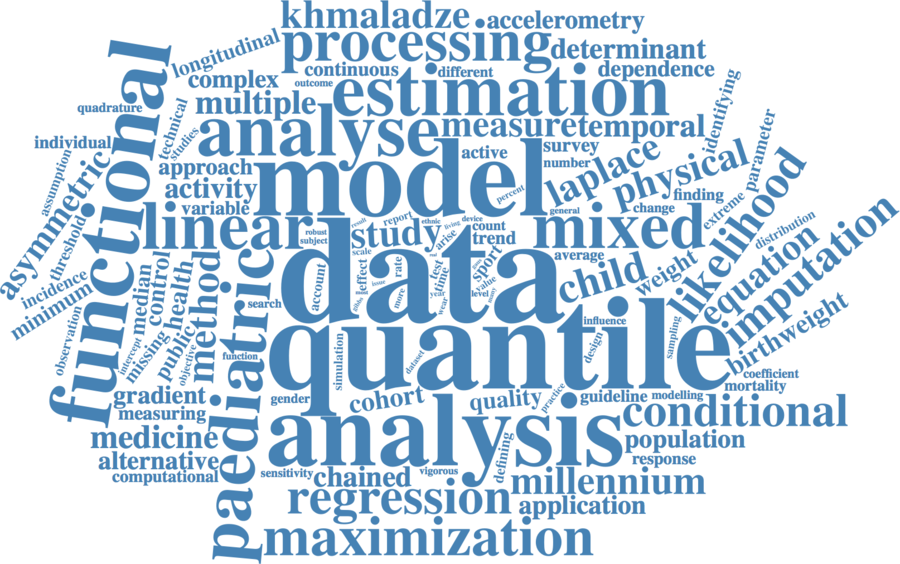 khmaladze
accelerometry
longitudinal
processing
determinant
complex
continuous
different
dependence
outcome
functional
quadrature
technical
studies
multiple
estimation
identifying
individual
analyse
measure
temporal
parameter
assumption
asymmetric
approach
model
active
survey
number
laplace
physical
activity
percent
finding
likelihood
variable
general
change
extreme
threshold
linear
robust
subject
result
report
ethnic
living
device
study
arise
count
trend
mixed
distribution
imputation
incidence
minimum
median
control
health
method
paediatric
account
data
scale
effect
issue
rate
more
test
time
year
wear
sport
value
level
average
child
weight
equation
observation
intercept
missing
public
objective
search
function
quantile
simulation
dataset
influence
design
sampling
birthweight
gradient
measuring
gender
cohort
quality
practice
guideline
modelling
coefficient
mortality
medicine
analysis
conditional
alternative
computational
population
response
defining
sensitivity
chained
vigorous
millennium
regression
application
maximization